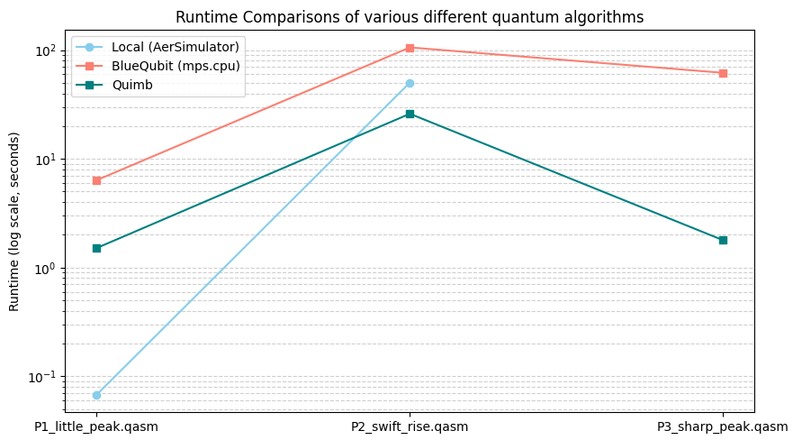 Runtime Comparisons of various different quantum algorithms
Local (AerSimulator)
BlueQubit (mps.cpu)
Quimb
Runtime (log scale, seconds)
10²
10¹
10⁰
10⁻¹
P1_little_peak.qasm
P2_swift_rise.qasm
P3_sharp_peak.qasm